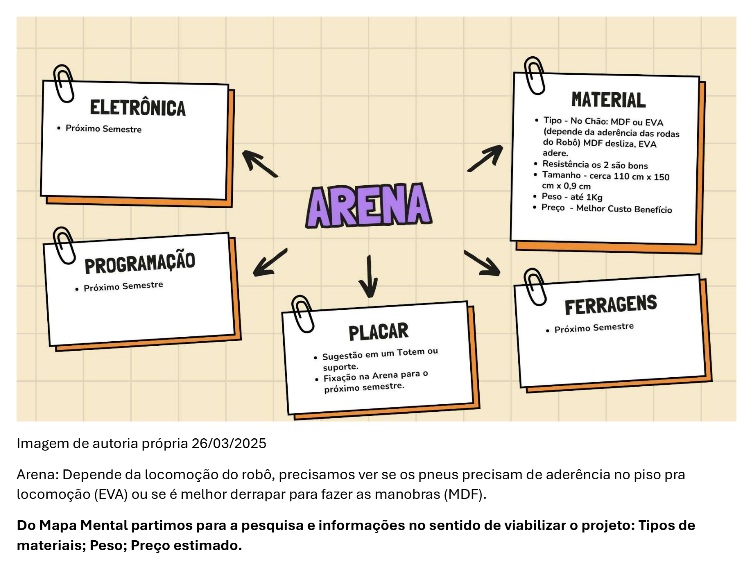 ELETRÔNICA
• Próximo Semestre
MATERIAL
• Tipo - No Chão: MDF ou EVA
(depende da aderência das rodas
do Robô) MDF desliza, EVA
adere.
• Resistência os 2 são bons
• Tamanho - cerca 110 cm x 150
cm x 0,9 cm
• Peso - até 1Kg
• Preço - Melhor Custo Benefício
ARENA
PROGRAMAÇÃO
• Próximo Semestre
PLACAR
• Sugestão em um Totem ou
suporte.
• Fixação na Arena para o
próximo semestre.
FERRAGENS
• Próximo Semestre
Imagem de autoria própria 26/03/2025
Arena: Depende da locomoção do robô, precisamos ver se os pneus precisam de aderência no piso pra
locomoção (EVA) ou se é melhor derrapar para fazer as manobras (MDF).
Do Mapa Mental partimos para a pesquisa e informações no sentido de viabilizar o projeto: Tipos de
materiais; Peso; Preço estimado.